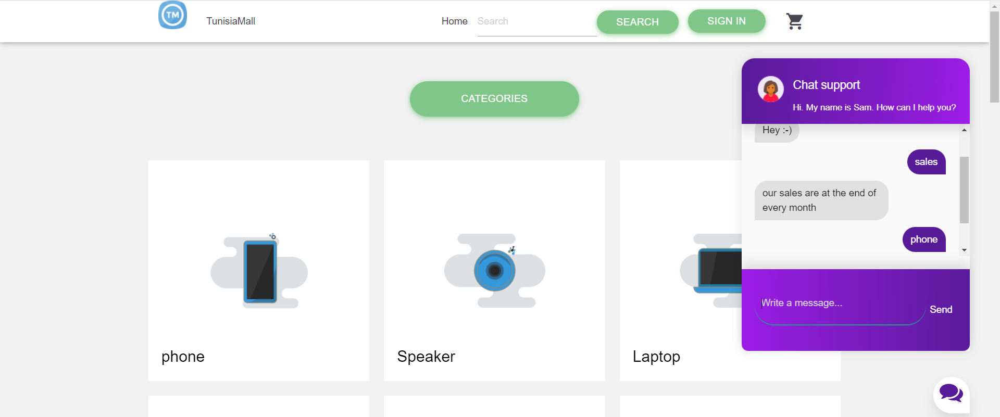 TM
TunisiaMall
Home
Search
SEARCH
SIGN IN
CATEGORIES
phone
Speaker
Laptop
Chat support
Hi. My name is Sam. How can I help you?
Hey :-)
sales
our sales are at the end of
every month
phone
Write a message...
Send